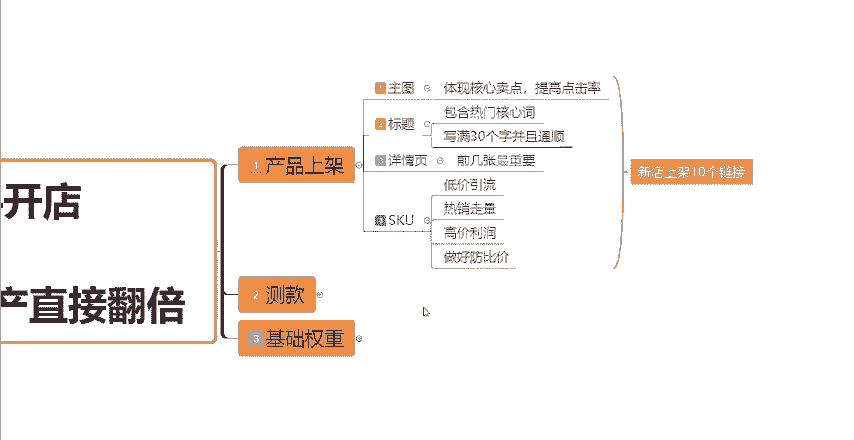 开店
产直接翻倍
1 产品上架
1 主图
体现核心卖点，提高点击率
2 标题
包含热门核心词
写满30个字并且通顺
3 详情页
前几张最重要
4 SKU
低价引流
热销走量
高价利润
做好防比价
新店上架10个链接
2 测款
3 基础权重